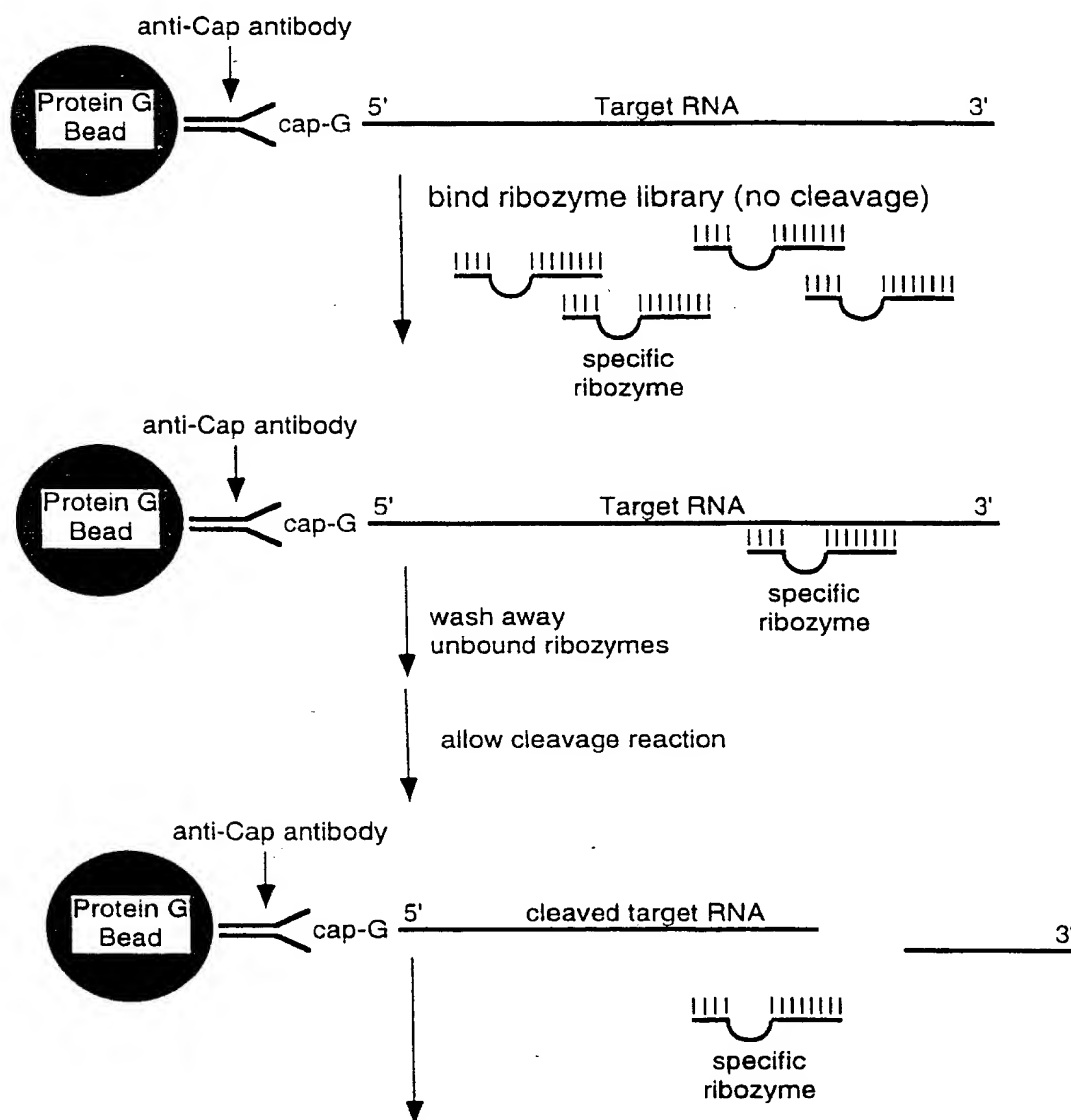 anti-Cap antibody
Protein G
Bead
cap-G
5'
Target RNA
3'
bind ribozyme library (no cleavage)
specific
ribozyme
anti-Cap antibody
Protein G
Bead
cap-G
5'
Target RNA
3'
specific
ribozyme
wash away
unbound ribozymes
allow cleavage reaction
anti-Cap antibody
Protein G
Bead
cap-G
5'
cleaved target RNA
3'
specific
ribozyme